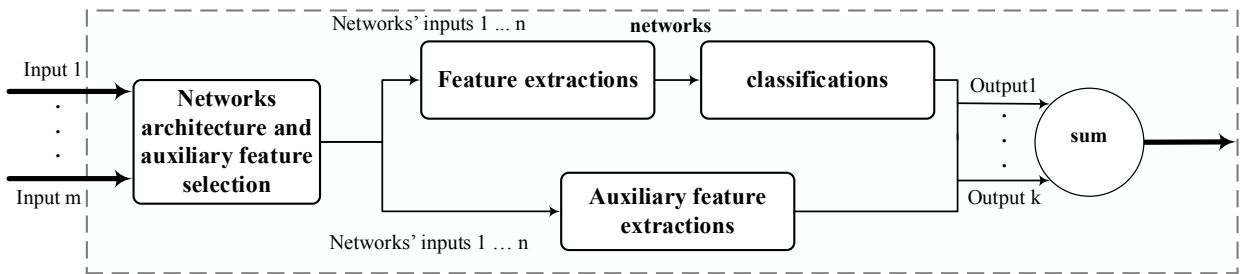 Networks' inputs 1 ... n
networks
Input 1
Feature extractions
classifications
Networks
architecture and
auxiliary feature
selection
Output1
sum
Input m
Auxiliary feature
extractions
Output k
Networks' inputs 1 … n